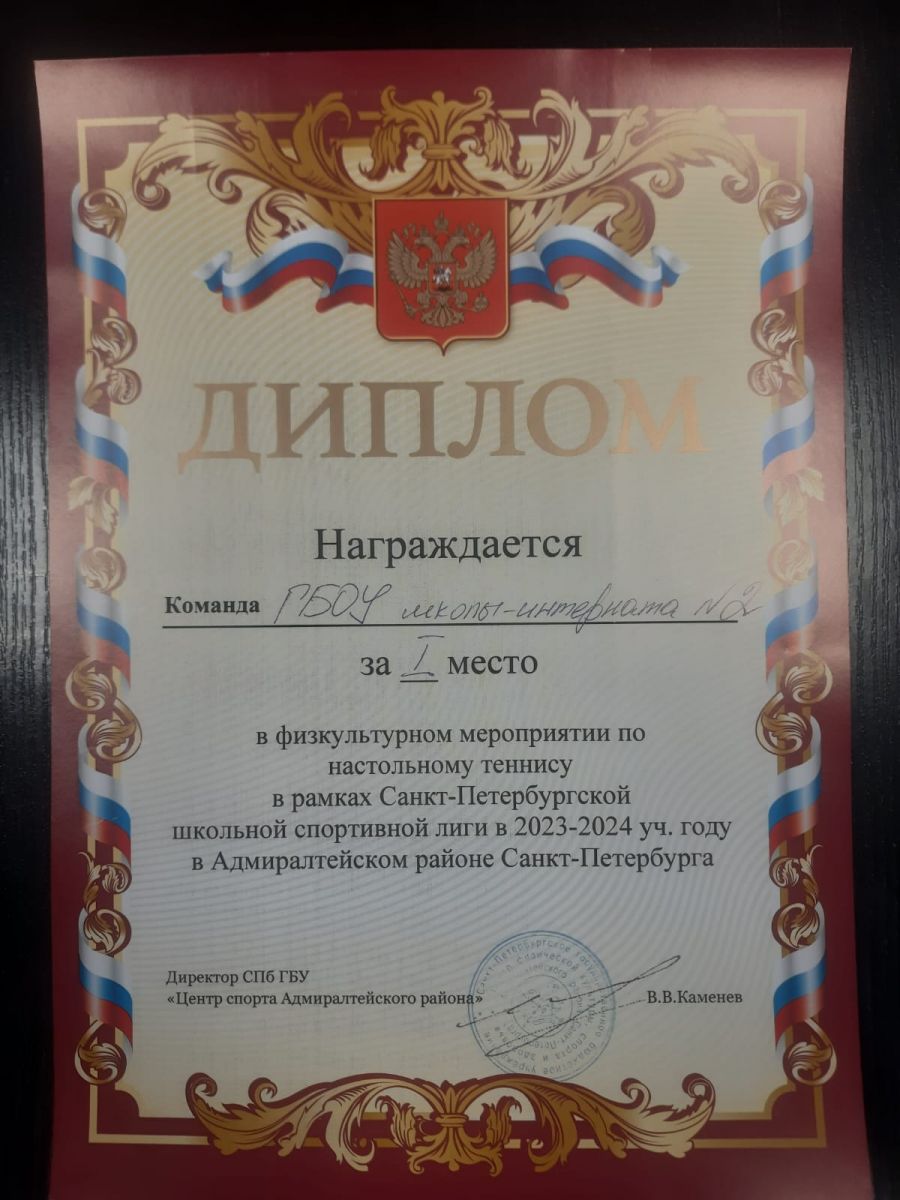 ДИПЛОМ
Награждается
Команда ГБОУ школы-интерната №2
за I место
в физкультурном мероприятии по
настольному теннису
в рамках Санкт-Петербургской
школьной спортивной лиги в 2023-2024 уч. году
в Адмиралтейском районе Санкт-Петербурга
Директор СПб ГБУ
«Центр спорта Адмиралтейского района»
В.В.Каменев